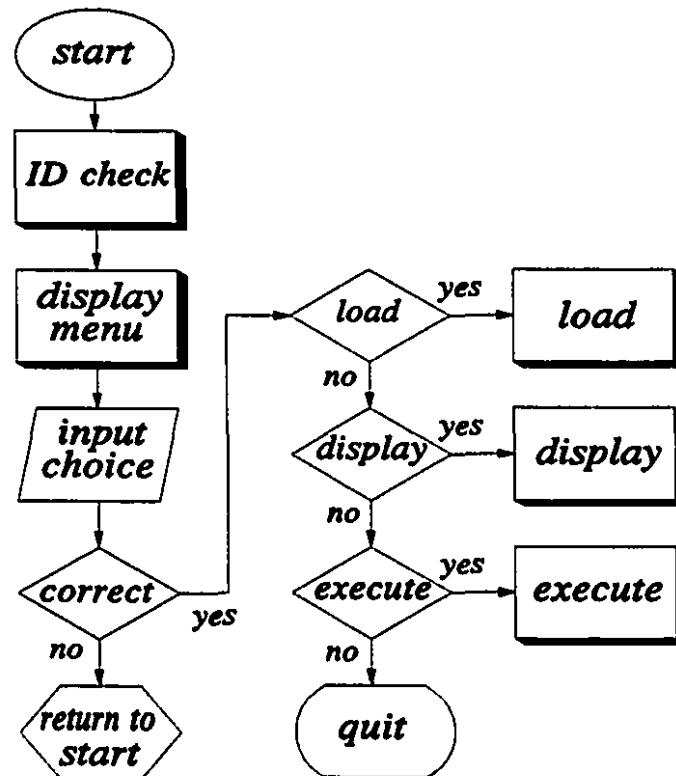 start
ID check
display
menu
input
choice
correct
yes
no
return to
start
load
yes
load
no
display
yes
display
no
execute
yes
execute
no
quit